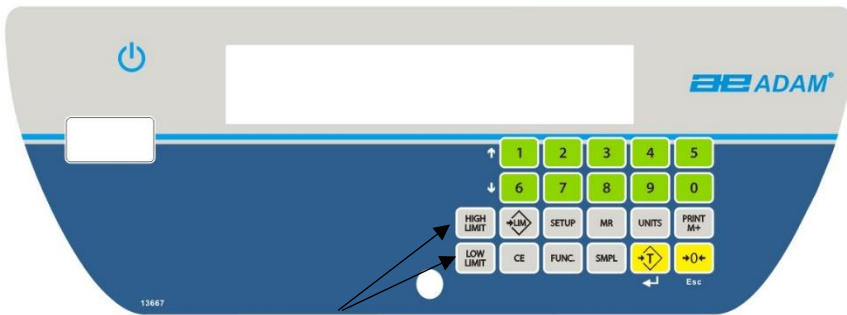 ADAM®
1 2 3 4 5
6 7 8 9 0
HIGH LIMIT →LIM SETUP MR UNITS PRINT M+
LOW LIMIT CE FUNC. SMPL →T →0←
Esc
13667